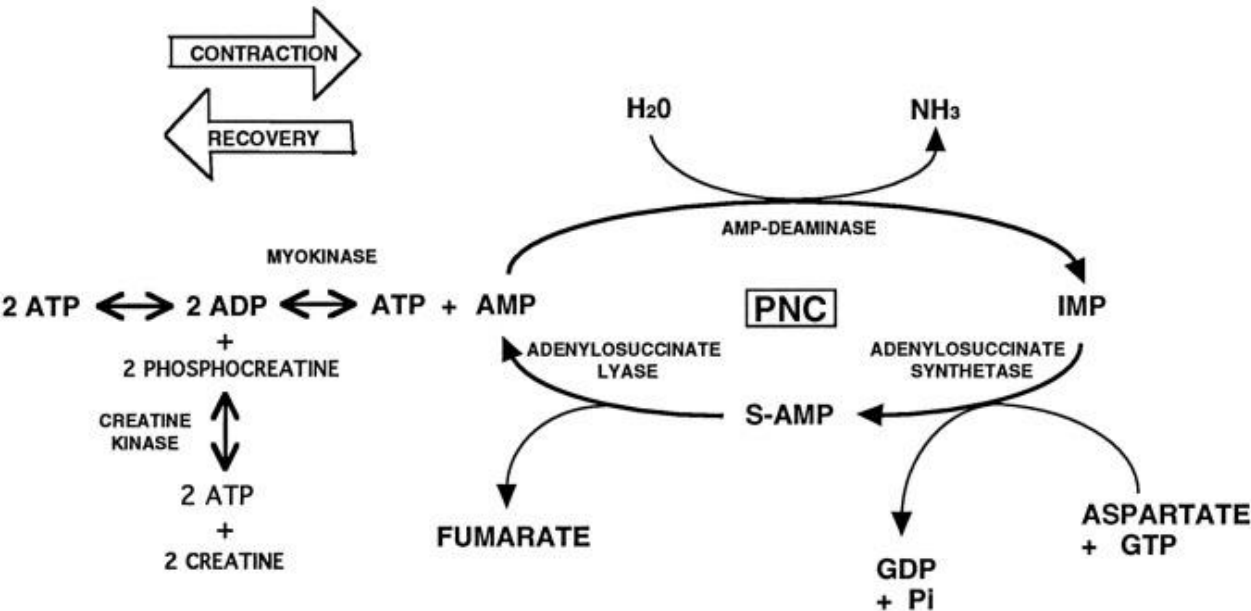 CONTRACTION
RECOVERY
H20
NH3
AMP-DEAMINASE
MYOKINASE
2 ATP
2 ADP
ATP + AMP
PNC
IMP
+
2 PHOSPHOCREATINE
ADENYLOSUCCINATE
LYASE
ADENYLOSUCCINATE
SYNTHETASE
CREATINE
KINASE
S-AMP
2 ATP
+
2 CREATINE
FUMARATE
GDP
+ Pi
ASPARTATE
+ GTP